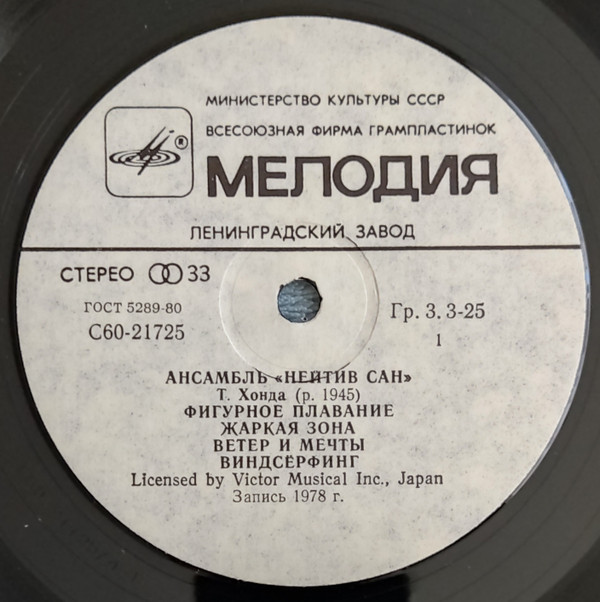 МИНИСТЕРСТВО КУЛЬТУРЫ СССР
ВСЕСОЮЗНАЯ ФИРМА ГРАМПЛАСТИНОК
®
МЕЛОДИЯ
ЛЕНИНГРАДСКИЙ ЗАВОД
СТЕРЕО 33
ГОСТ 5289-80
С60-21725
Гр. 3. 3-25
1
АНСАМБЛЬ «НЕЙТИВ САН»
Т. Хонда (р. 1945)
ФИГУРНОЕ ПЛАВАНИЕ
ЖАРКАЯ ЗОНА
ВЕТЕР И МЕЧТЫ
ВИНДСЁРФИНГ
Licensed by Victor Musical Inc., Japan
Запись 1978 г.